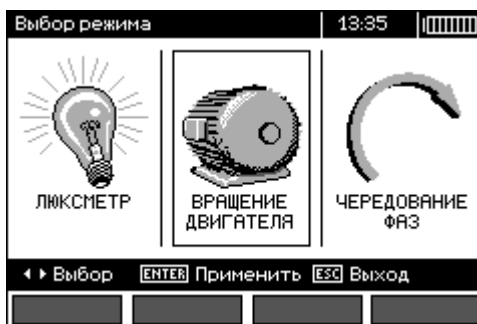 Выбор режима 13:35
ЛЮКСМЕТР
ВРАЩЕНИЕ
ДВИГАТЕЛЯ
ЧЕРЕДОВАНИЕ
ФАЗ
Выбор ENTER Применить ESC Выход